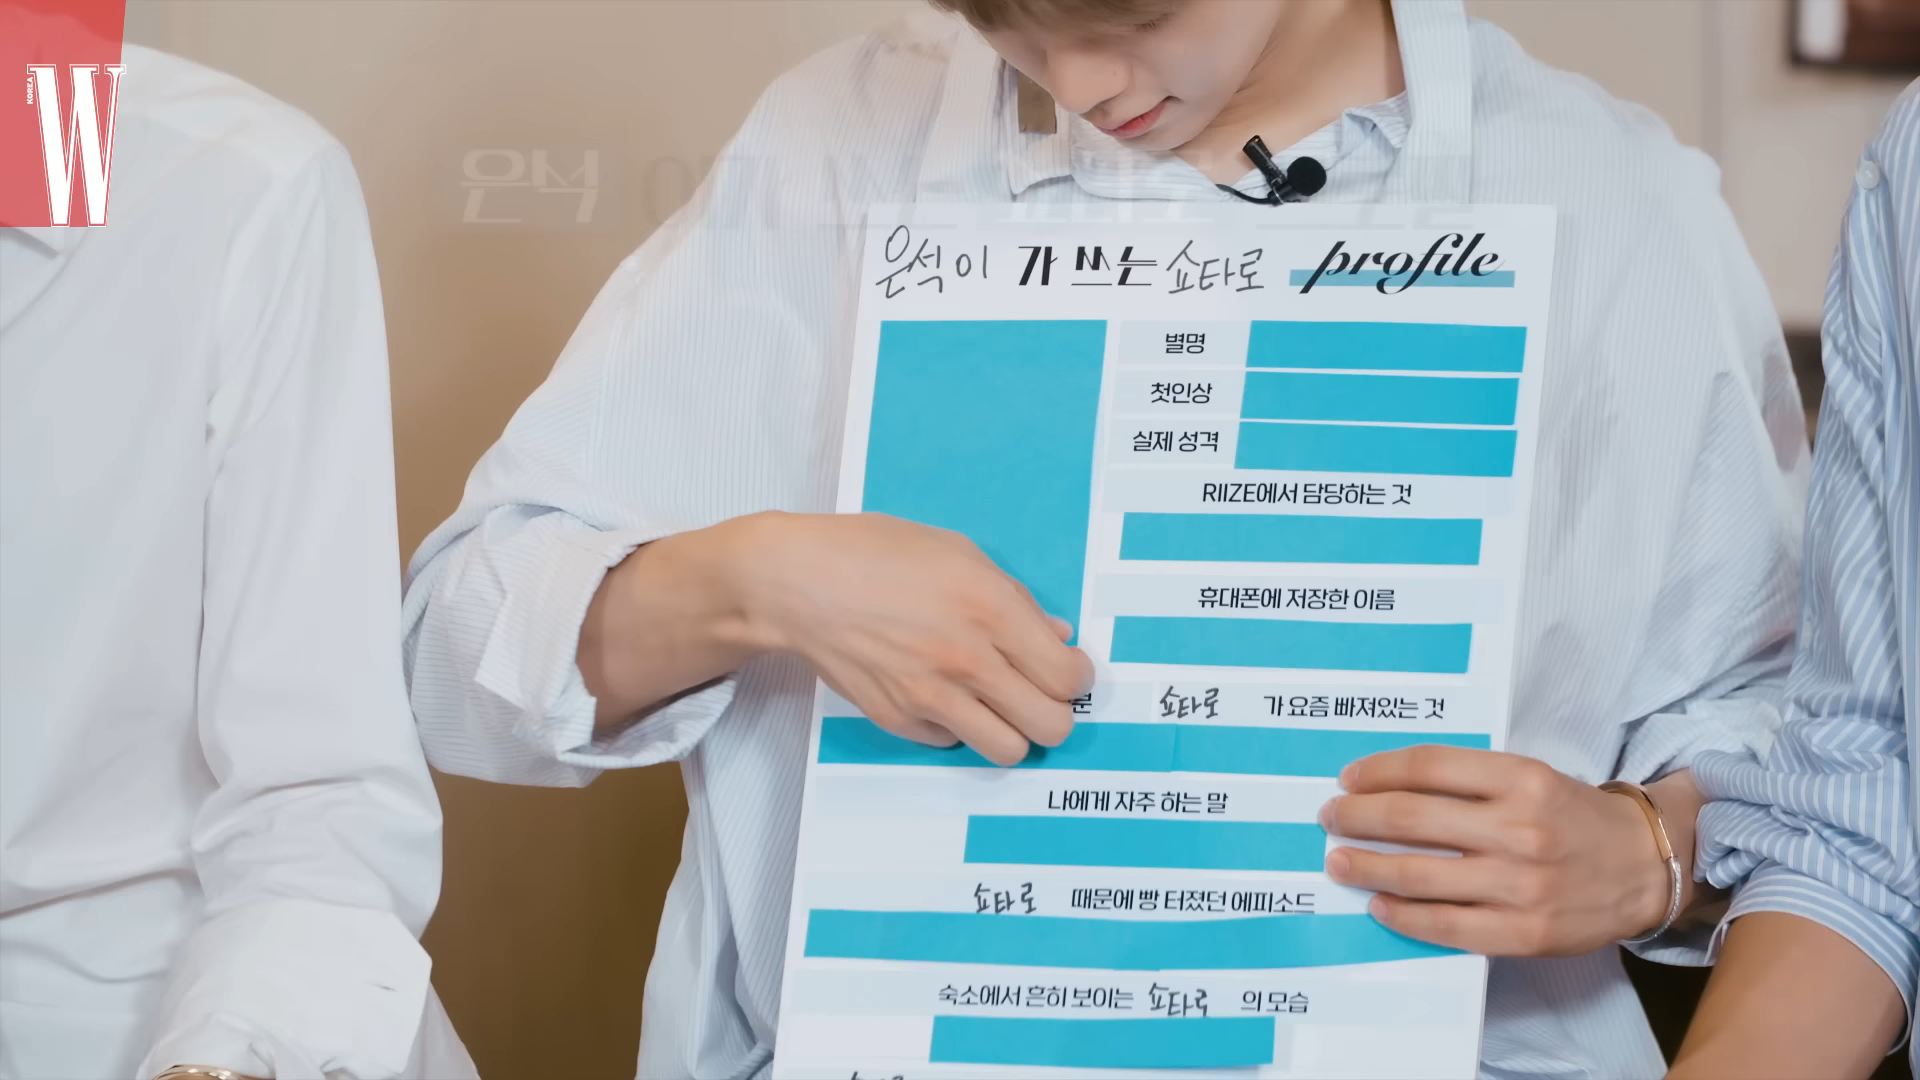 KOREA
W
은석
은석이 가 쓰는 쇼타로 profile
별명
첫인상
실제 성격
RIIZE에서 담당하는 것
휴대폰에 저장한 이름
쇼타로 가 요즘 빠져있는 것
나에게 자주 하는 말
쇼타로 때문에 빵 터졌던 에피소드
숙소에서 흔히 보이는 쇼타로 의 모습